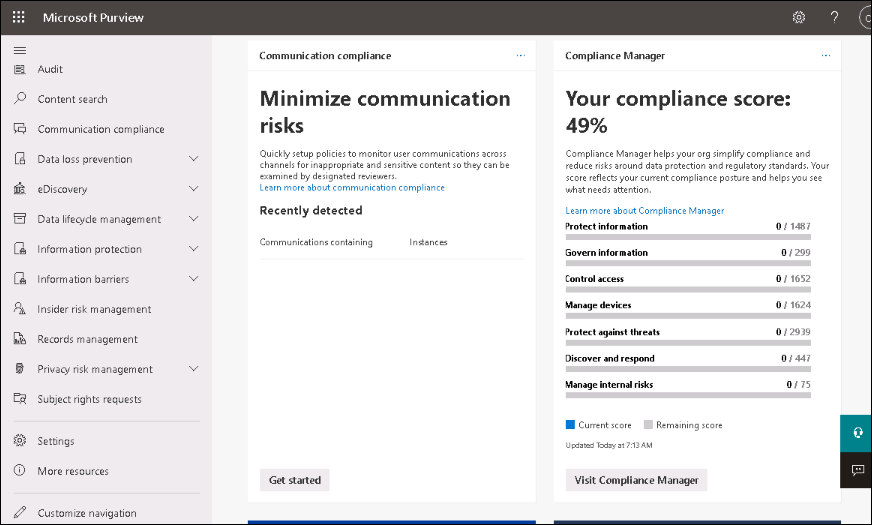 Microsoft Purview
?
Audit
Content search
Communication compliance
Data loss prevention
eDiscovery
Data lifecycle management
Information protection
Information barriers
Insider risk management
Records management
Privacy risk management
Subject rights requests
Settings
More resources
Customize navigation
Communication compliance
...
Minimize communication
risks
Quickly setup policies to monitor user communications across
channels for inappropriate and sensitive content so they can be
examined by designated reviewers.
Learn more about communication compliance
Recently detected
Communications containing Instances
Get started
Compliance Manager
...
Your compliance score:
49%
Compliance Manager helps your org simplify compliance and
reduce risks around data protection and regulatory standards. Your
score reflects your current compliance posture and helps you see
what needs attention.
Learn more about Compliance Manager
Protect information 0 / 1487
Govern information 0 / 299
Control access 0 / 1652
Manage devices 0 / 1624
Protect against threats 0 / 2939
Discover and respond 0 / 447
Manage internal risks 0 / 75
Current score Remaining score
Updated Today at 7:13 AM
Visit Compliance Manager